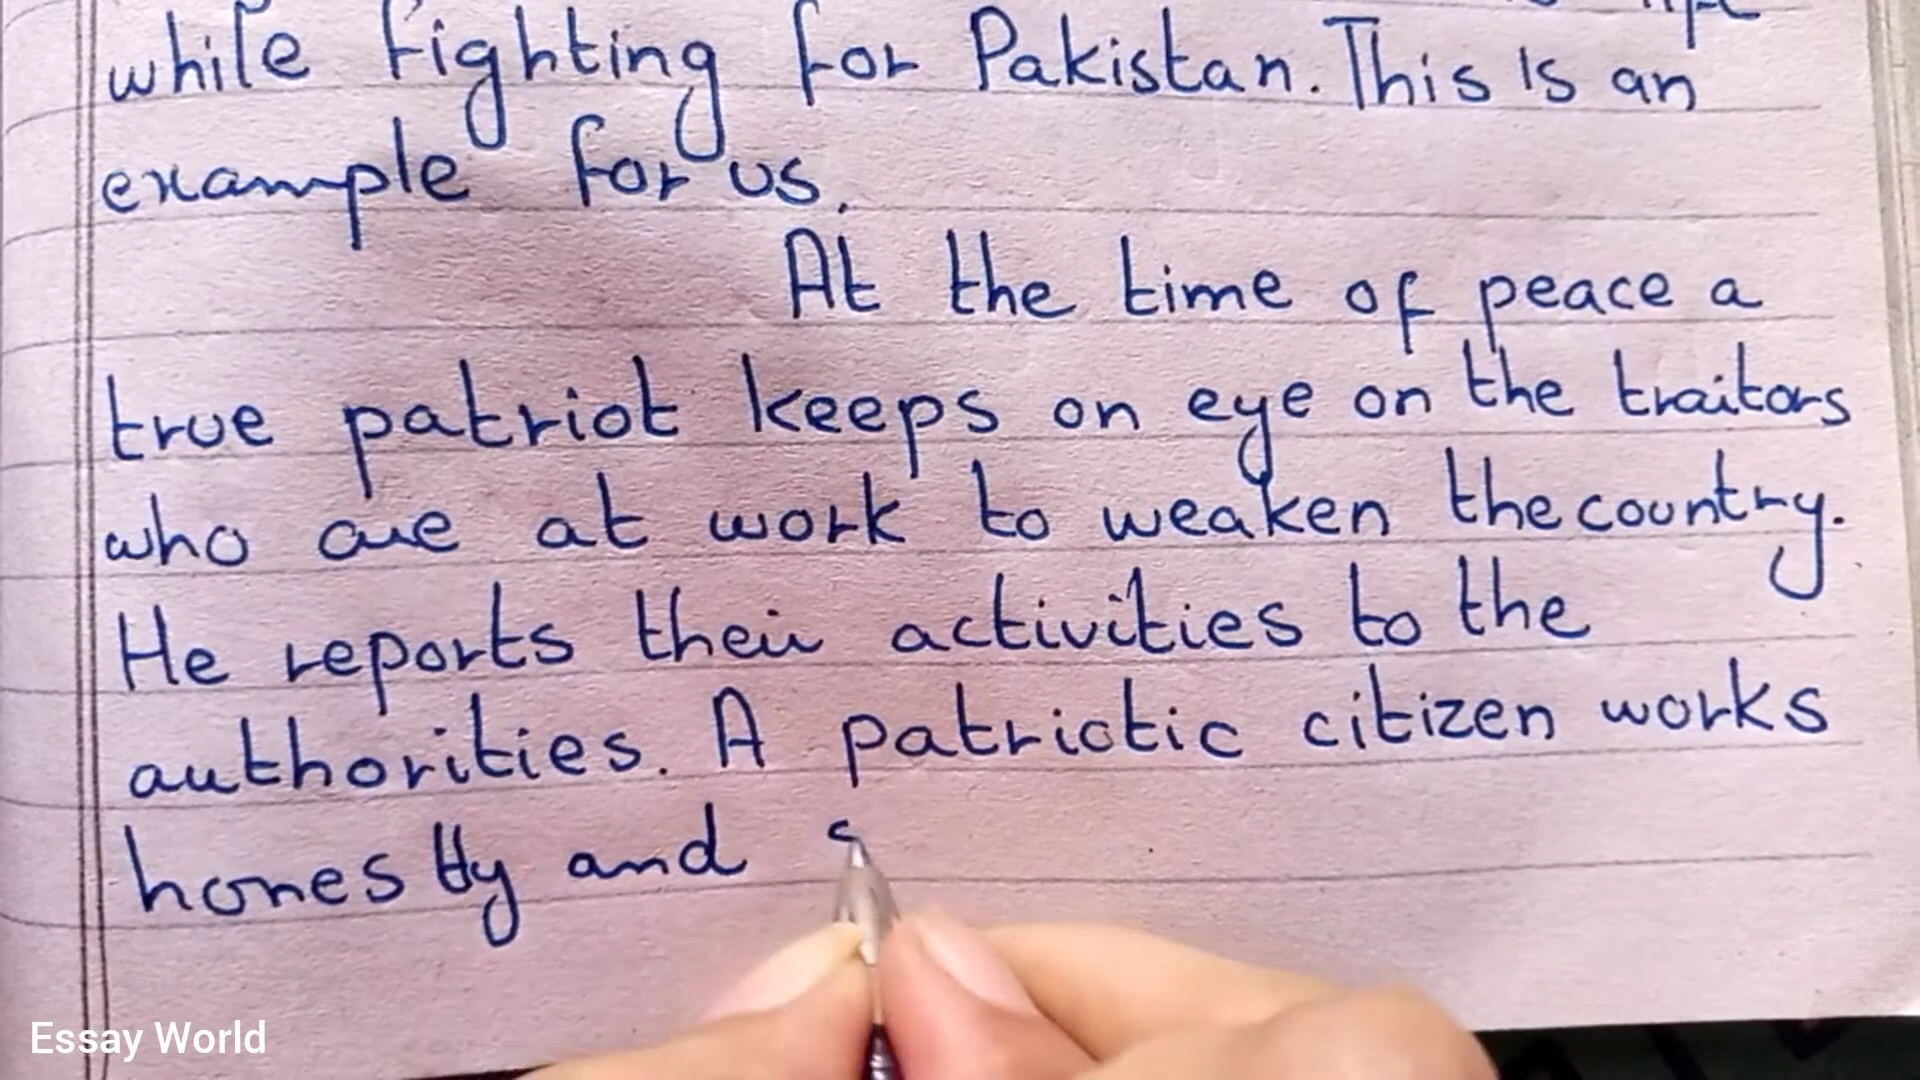 while fighting for Pakistan. This is an
example for us.
At the time of peace a
true patriot keeps on eye on the traitors
who are at work to weaken the country.
He reports their activities to the
authorities. A patriotic citizen works
honestly and s
Essay World